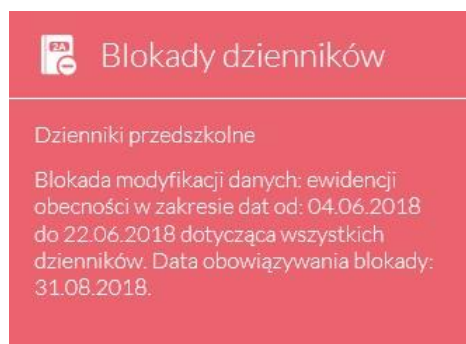 2A
Blokady dzienników
Dzienniki przedszkolne
Blokada modyfikacji danych: ewidencji
obecności w zakresie dat od: 04.06.2018
do 22.06.2018 dotycząca wszystkich
dzienników. Data obowiązywania blokady:
31.08.2018.